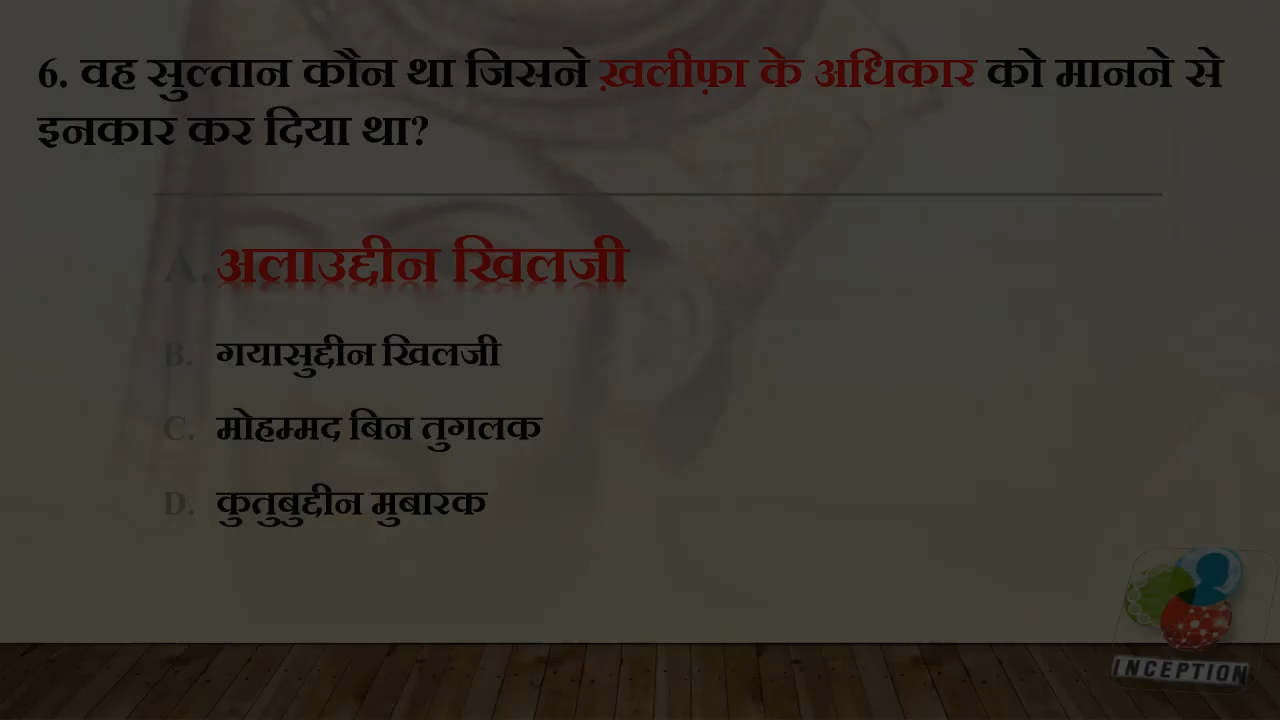 6. वह सुल्तान कौन था जिसने ख़लीफ़ा के अधिकार को मानने से
इनकार कर दिया था?
A. अलाउद्दीन खिलजी
B. गयासुद्दीन खिलजी
C. मोहम्मद बिन तुगलक
D. कुतुबुद्दीन मुबारक
INCEPTION